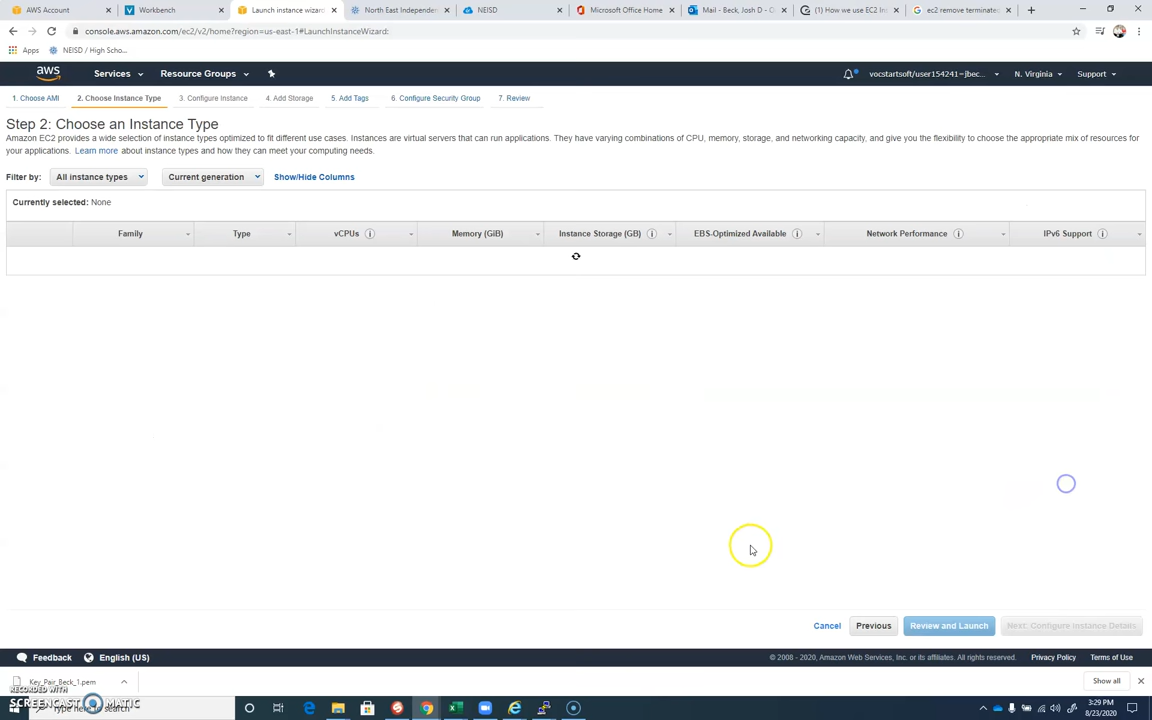 AWS Account
Workbench
Launch instance wizard
North East Independen
NEISD
Microsoft Office Home
Mail - Beck, Josh D - D
(1) How we use EC2 In
ec2 remove terminated
console.aws.amazon.com/ec2/v2/home?region=us-east-1#LaunchInstanceWizard:
Apps NEISD / High Scho...
aws Services Resource Groups vocstartsoft/user154241=jbec... N. Virginia Support
1. Choose AMI 2. Choose Instance Type 3. Configure Instance 4. Add Storage 5. Add Tags 6. Configure Security Group 7. Review
Step 2: Choose an Instance Type
Amazon EC2 provides a wide selection of instance types optimized to fit different use cases. Instances are virtual servers that can run applications. They have varying combinations of CPU, memory, storage, and networking capacity, and give you the flexibility to choose the appropriate mix of resources for
your applications. Learn more about instance types and how they can meet your computing needs.
Filter by: All instance types Current generation Show/Hide Columns
Currently selected: None
Family Type vCPUs Memory (GiB) Instance Storage (GB) EBS-Optimized Available Network Performance IPv6 Support
Cancel Previous Review and Launch Next: Configure Instance Details
Feedback English (US) © 2008 - 2020, Amazon Web Services, Inc. or its affiliates. All rights reserved. Privacy Policy Terms of Use
Key_Pair_Beck_1.pem Show all
RECORDED WITH
SCREENCAST MATIC
Type here to search
3:29 PM
8/23/2020